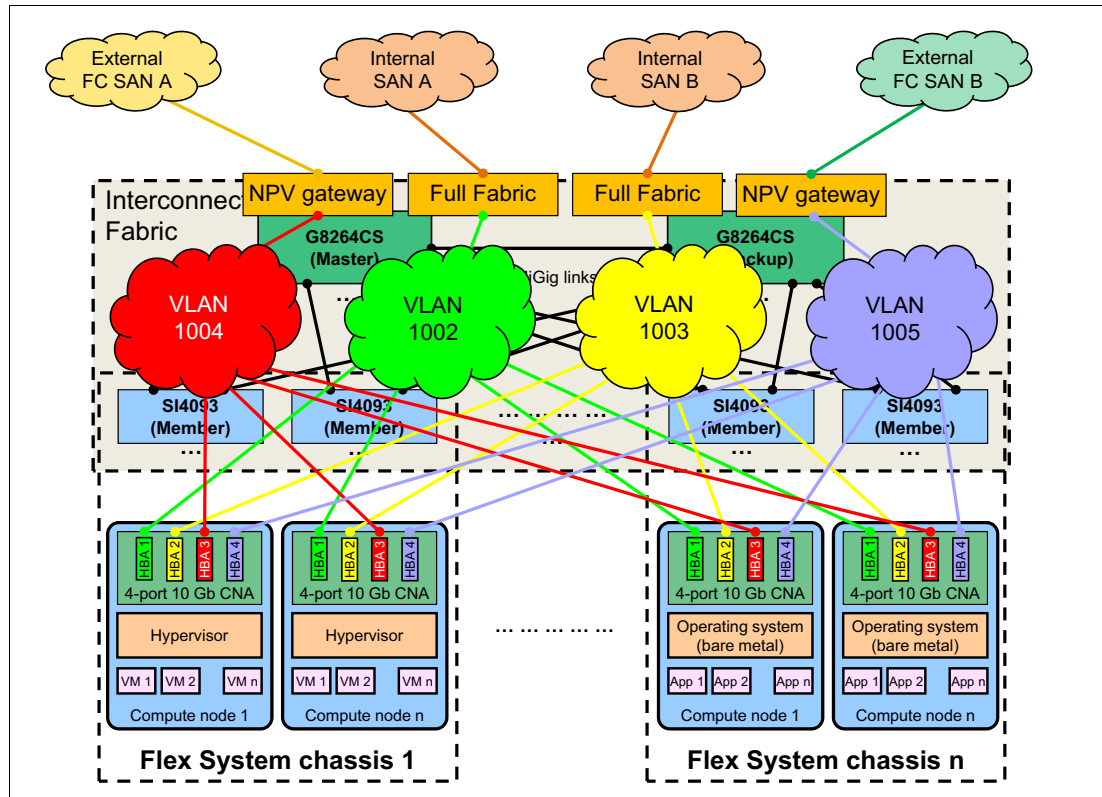 External
FC SAN A
Internal
SAN A
Internal
SAN B
External
FC SAN B
Interconnect
Fabric
NPV gateway
Full Fabric
Full Fabric
NPV gateway
G8264CS
(Master)
G8264CS
ckup)
iGig links
...
VLAN
1004
VLAN
1002
VLAN
1003
VLAN
1005
SI4093
(Member)
...
SI4093
(Member)
...
... ... ... ... ...
SI4093
(Member)
...
SI4093
(Member)
...
HBA 1
HBA 2
HBA 3
HBA 4
4-port 10 Gb CNA
Hypervisor
VM 1
VM 2
VM n
Compute node 1
HBA 1
HBA 2
HBA 3
HBA 4
4-port 10 Gb CNA
Hypervisor
VM 1
VM 2
VM n
Compute node n
... ... ... ... ...
HBA 1
HBA 2
HBA 3
HBA 4
4-port 10 Gb CNA
Operating system
(bare metal)
App 1
App 2
App n
Compute node 1
HBA 1
HBA 2
HBA 3
HBA 4
4-port 10 Gb CNA
Operating system
(bare metal)
App 1
App 2
App n
Compute node n
Flex System chassis 1
Flex System chassis n